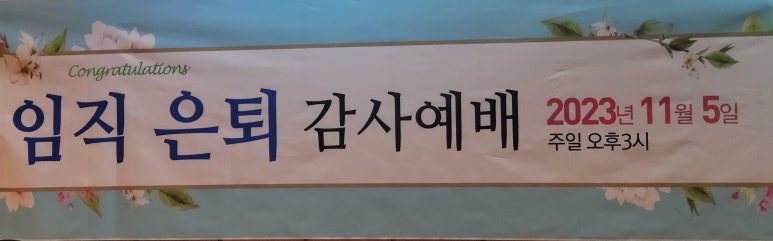 Congratulations
임직 은퇴 감사예배
2023년 11월 5일
주일 오후3시